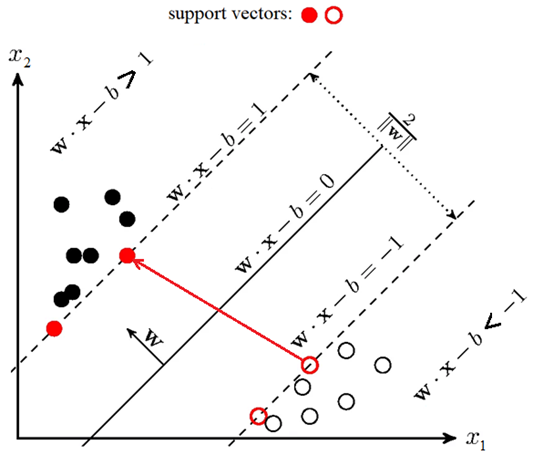 support vectors:
x₂
w · x − b > 1
w · x − b = 1
2
‖w‖
w · x − b = 0
w · x − b = −1
w
w · x − b < −1
x₁